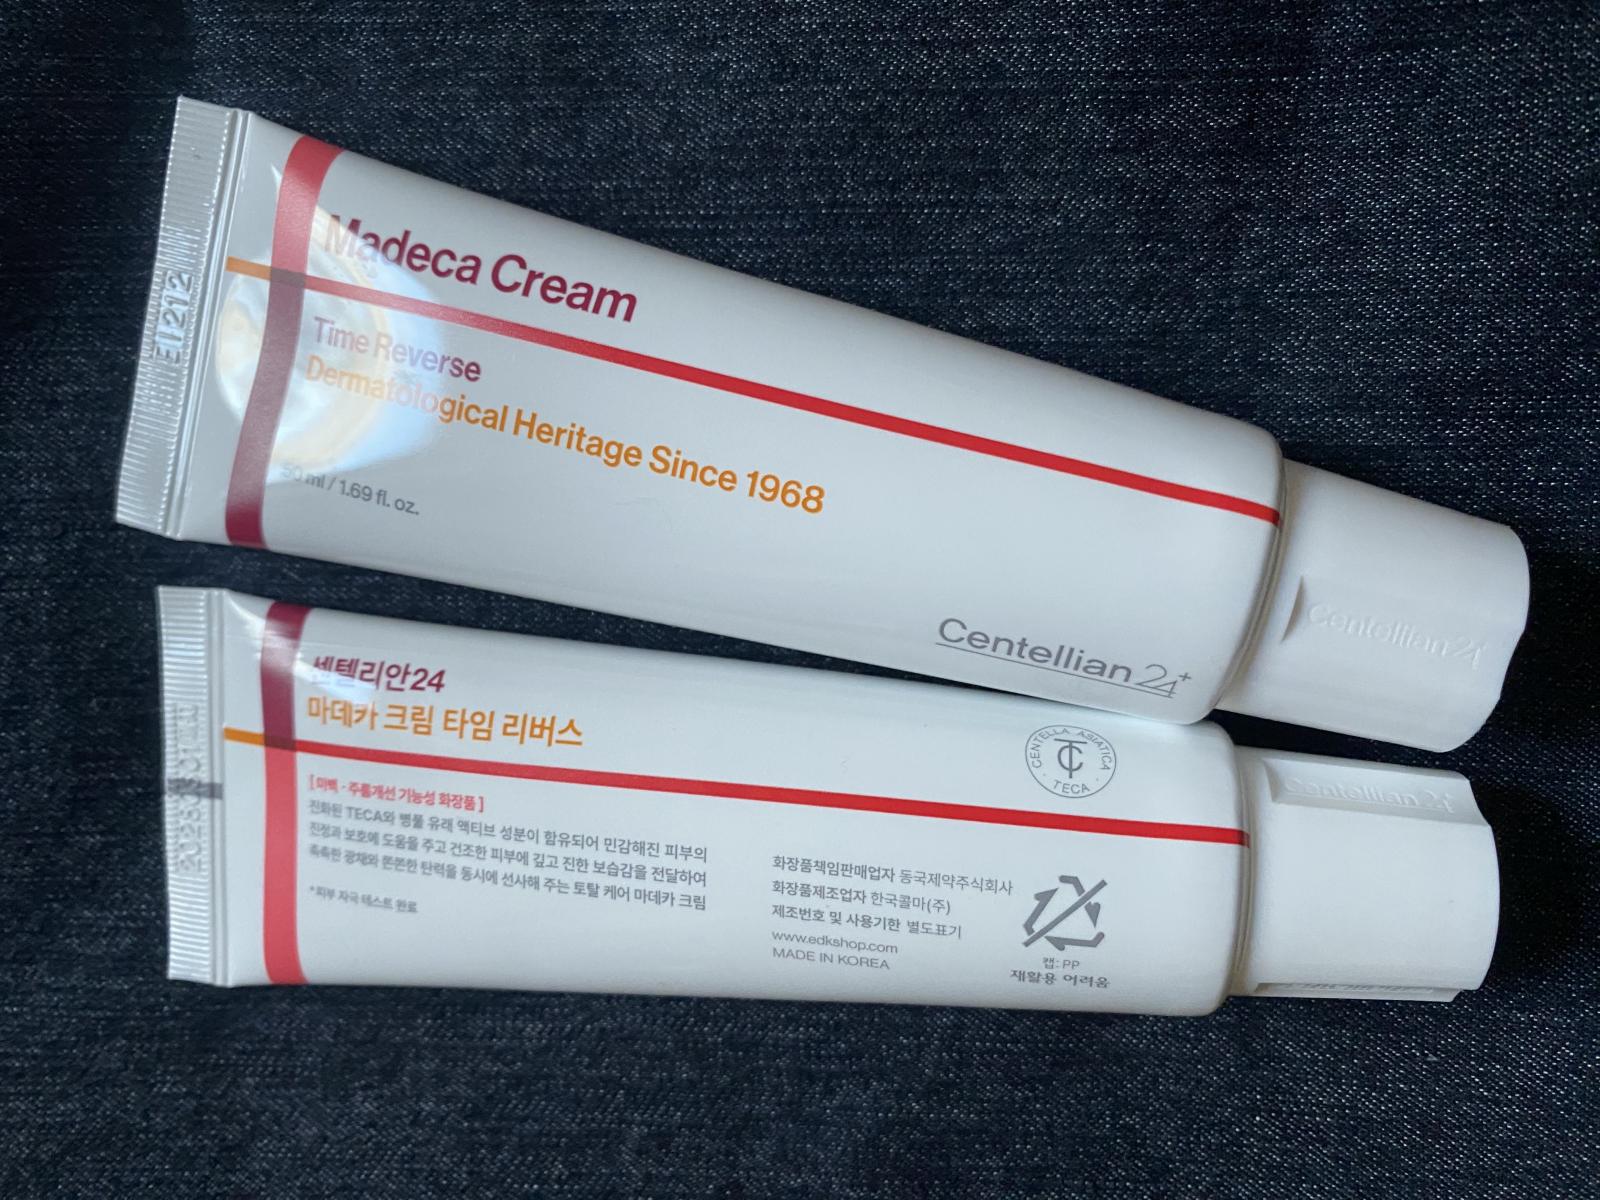 Madeca Cream
Time Reverse
Dermatological Heritage Since 1968
50 ml / 1.69 fl. oz.
Centellian 24+
Centellian24+
EI212
센텔리안24
마데카 크림 타임 리버스
[ 미백 · 주름개선 기능성 화장품 ]
진화된 TECA와 병풀 유래 액티브 성분이 함유되어 민감해진 피부의
진정과 보호에 도움을 주고 건조한 피부에 깊고 진한 보습감을 전달하여
촉촉한 광채와 쫀쫀한 탄력을 동시에 선사해 주는 토탈 케어 마데카 크림
*피부 자극 테스트 완료
CENTELLA ASIATICA
TECA
화장품책임판매업자 동국제약주식회사
화장품제조업자 한국콜마(주)
제조번호 및 사용기한 별도표기
www.edkshop.com
MADE IN KOREA
캡: PP
재활용 어려움
Centellian24+